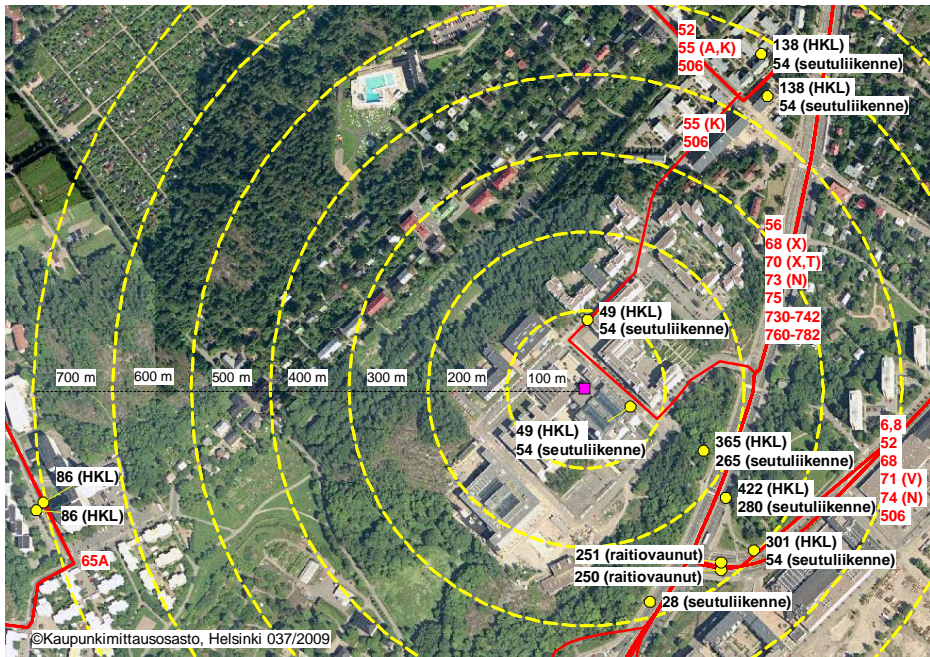 52
55 (A,K)
506
138 (HKL)
54 (seutuliikenne)
138 (HKL)
54 (seutuliikenne)
55 (K)
506
56
68 (X)
70 (X,T)
73 (N)
75
730-742
760-782
49 (HKL)
54 (seutuliikenne)
700 m
600 m
500 m
400 m
300 m
200 m
100 m
49 (HKL)
54 (seutuliikenne)
6,8
52
68
71 (V)
74 (N)
506
365 (HKL)
265 (seutuliikenne)
86 (HKL)
86 (HKL)
422 (HKL)
280 (seutuliikenne)
65A
301 (HKL)
54 (seutuliikenne)
251 (raitiovaunut)
250 (raitiovaunut)
28 (seutuliikenne)
©Kaupunkimittausosasto, Helsinki 037/2009